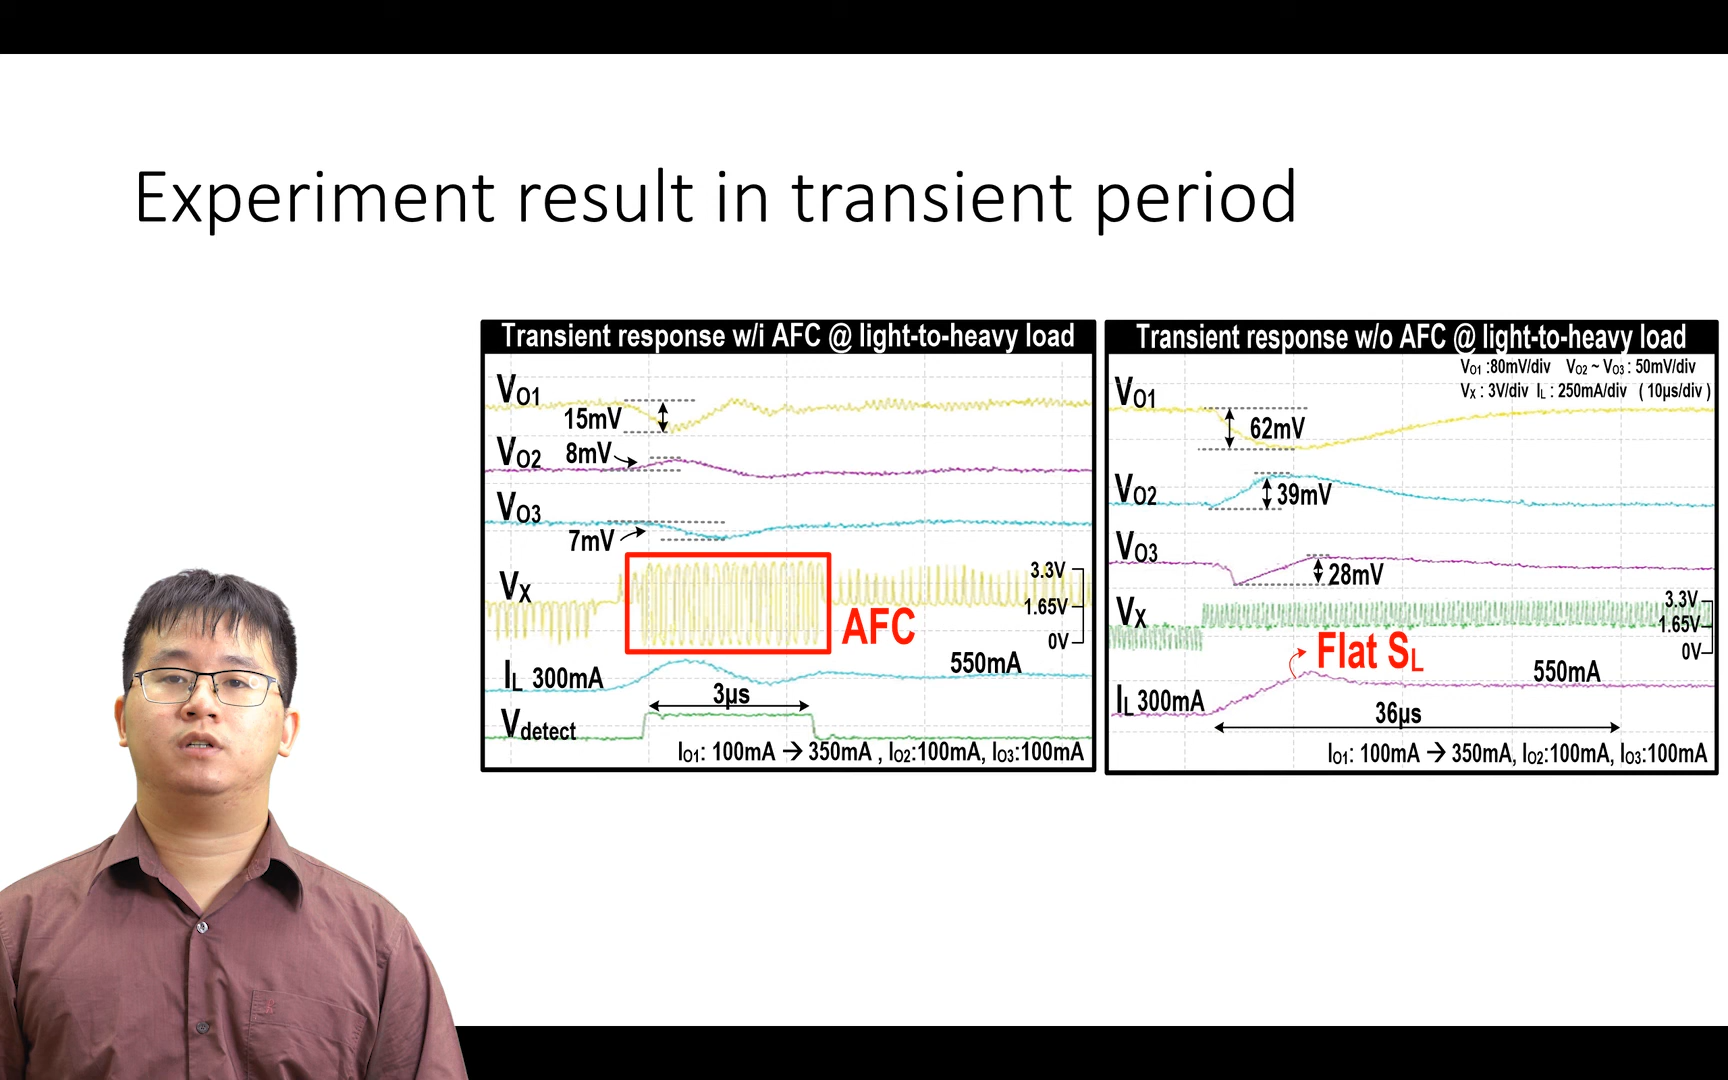 Experiment result in transient period
Transient response w/i AFC @ light-to-heavy load
VO1
15mV
VO2
8mV
VO3
7mV
VX
3.3V
1.65V
0V
AFC
IL 300mA
550mA
3µs
Vdetect
IO1: 100mA → 350mA , IO2:100mA, IO3:100mA
Transient response w/o AFC @ light-to-heavy load
VO1 :80mV/div VO2 ~ VO3 : 50mV/div
VX : 3V/div IL : 250mA/div ( 10µs/div )
VO1
62mV
VO2
39mV
VO3
28mV
VX
3.3V
1.65V
0V
Flat SL
IL 300mA
550mA
36µs
IO1: 100mA → 350mA, IO2:100mA, IO3:100mA